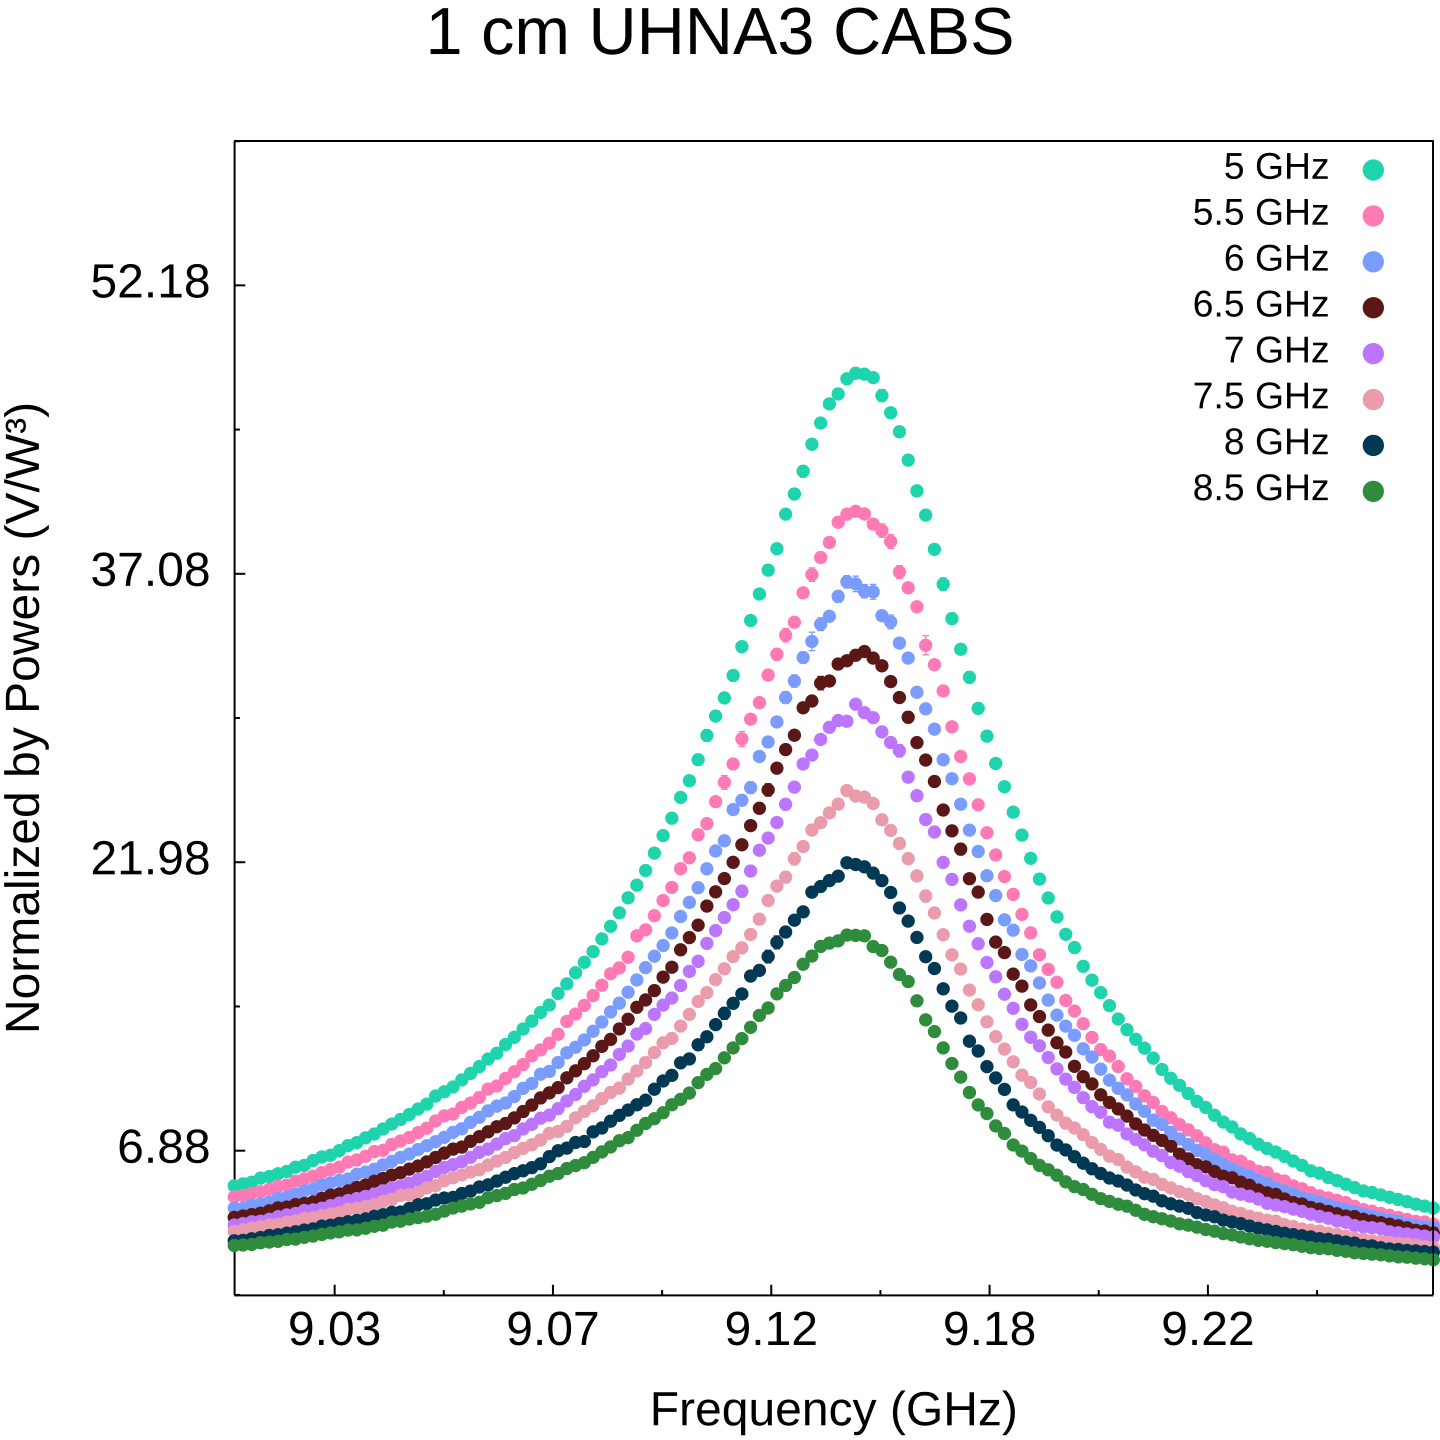 1 cm UHNA3 CABS
5 GHz
5.5 GHz
6 GHz
6.5 GHz
7 GHz
7.5 GHz
8 GHz
8.5 GHz
52.18
37.08
21.98
6.88
Normalized by Powers (V/W³)
9.03
9.07
9.12
9.18
9.22
Frequency (GHz)